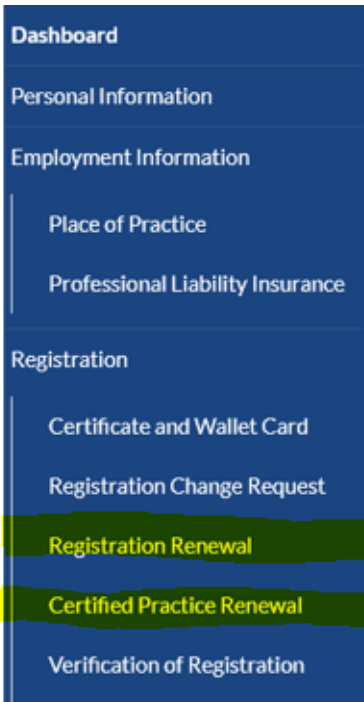 Dashboard
Personal Information
Employment Information
Place of Practice
Professional Liability Insurance
Registration
Certificate and Wallet Card
Registration Change Request
Registration Renewal
Certified Practice Renewal
Verification of Registration